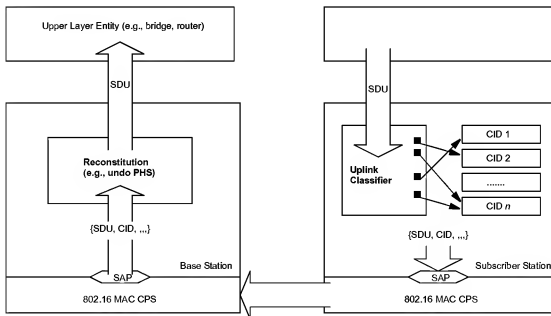 Upper Layer Entity (e.g., bridge, router)
SDU
Reconstitution
(e.g., undo PHS)
{SDU, CID, ,,,}
Base Station
SAP
802.16 MAC CPS
SDU
Uplink
Classifier
CID 1
CID 2
.......
CID n
{SDU, CID, ,,,}
Subscriber Station
SAP
802.16 MAC CPS